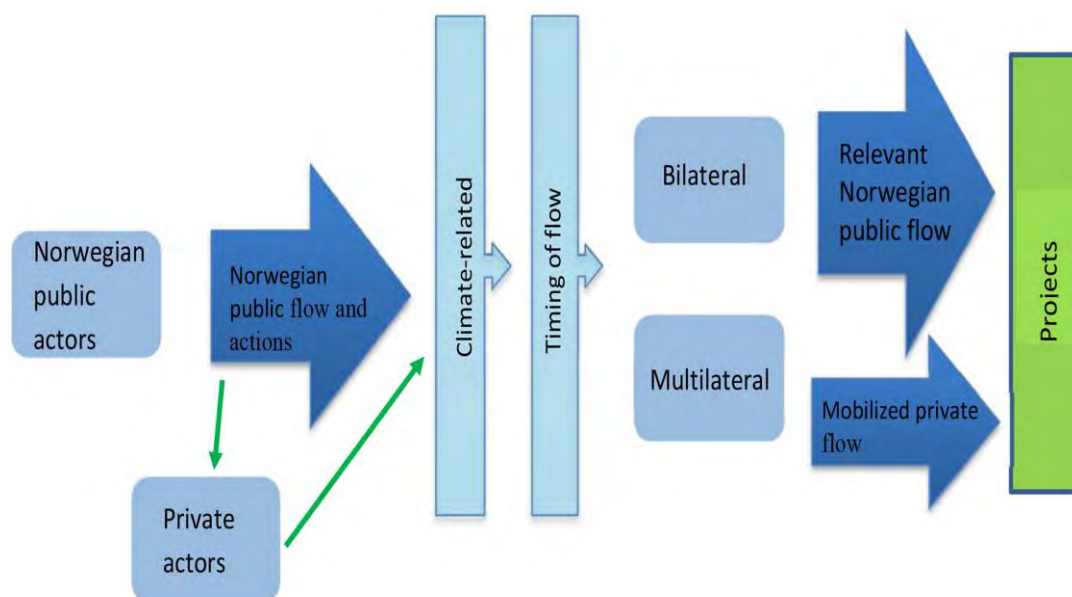 Norwegian
public
actors
Norwegian
public flow and
actions
Private
actors
Climate-related
Timing of flow
Bilateral
Multilateral
Relevant
Norwegian
public flow
Mobilized private
flow
Projects